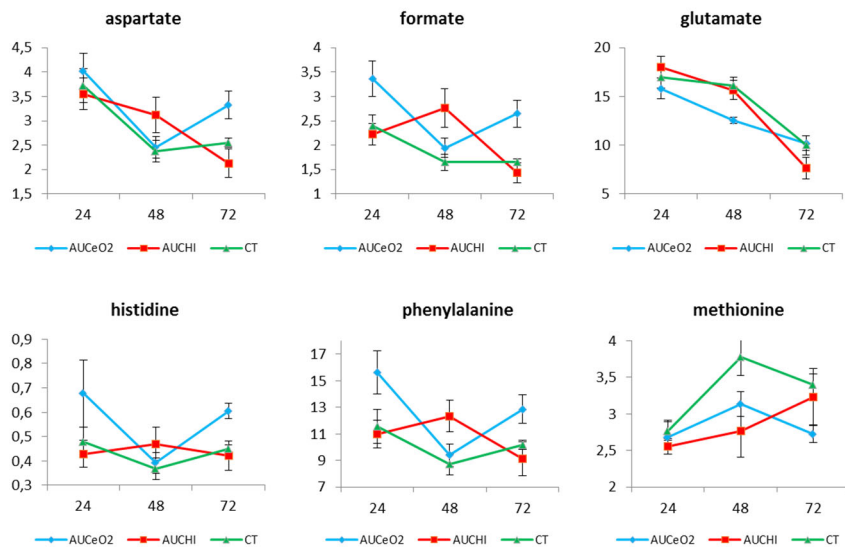 aspartate
4,5
4
3,5
3
2,5
2
1,5
24 48 72
AUCeO2 AUCHI CT
formate
4
3,5
3
2,5
2
1,5
1
24 48 72
AUCeO2 AUCHI CT
glutamate
20
15
10
5
24 48 72
AUCeO2 AUCHI CT
histidine
0,9
0,8
0,7
0,6
0,5
0,4
0,3
24 48 72
AUCeO2 AUCHI CT
phenylalanine
17
15
13
11
9
7
24 48 72
AUCeO2 AUCHI CT
methionine
4
3,5
3
2,5
2
24 48 72
AUCeO2 AUCHI CT